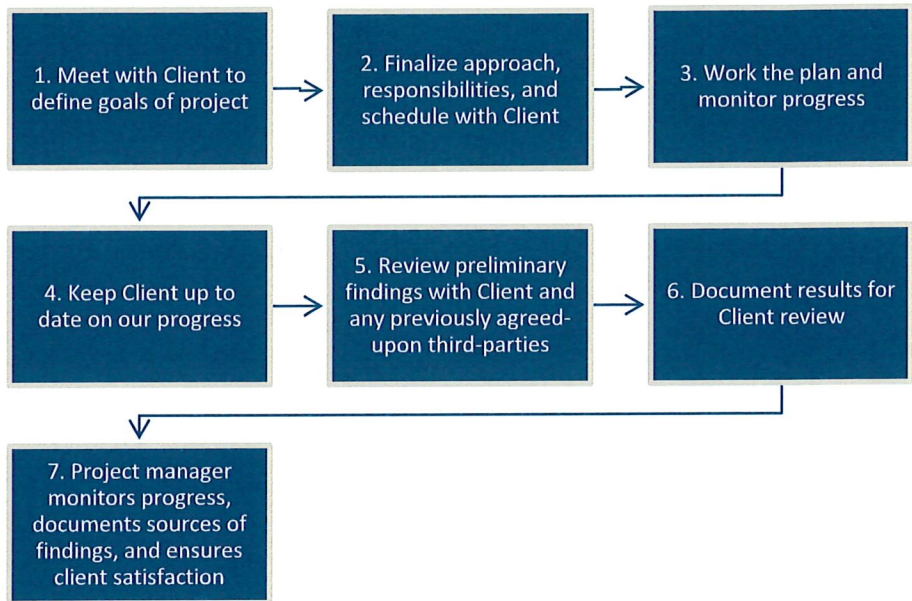 1. Meet with Client to
define goals of project
2. Finalize approach,
responsibilities, and
schedule with Client
3. Work the plan and
monitor progress
4. Keep Client up to
date on our progress
5. Review preliminary
findings with Client and
any previously agreed-
upon third-parties
6. Document results for
Client review
7. Project manager
monitors progress,
documents sources of
findings, and ensures
client satisfaction